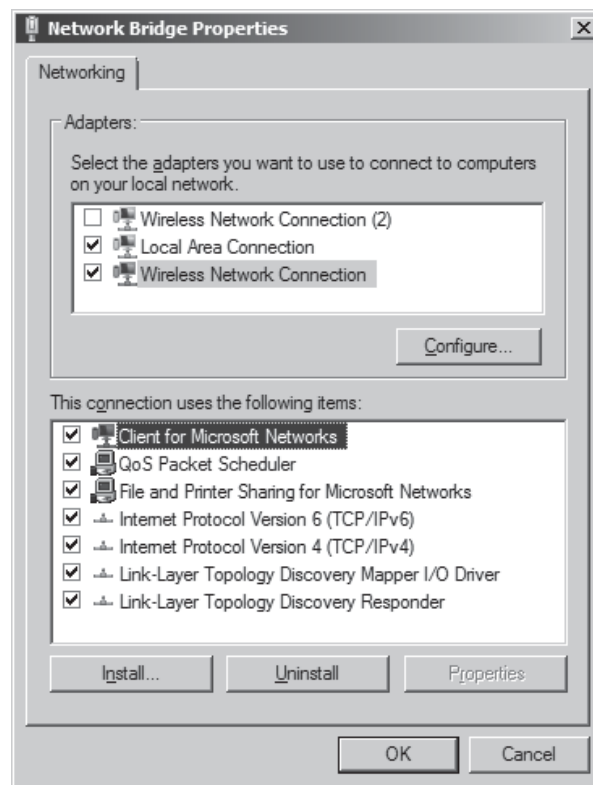 Network Bridge Properties
Networking
Adapters:
Select the adapters you want to use to connect to computers
on your local network.
Wireless Network Connection (2)
Local Area Connection
Wireless Network Connection
Configure...
This connection uses the following items:
Client for Microsoft Networks
QoS Packet Scheduler
File and Printer Sharing for Microsoft Networks
Internet Protocol Version 6 (TCP/IPv6)
Internet Protocol Version 4 (TCP/IPv4)
Link-Layer Topology Discovery Mapper I/O Driver
Link-Layer Topology Discovery Responder
Install... Uninstall Properties
OK Cancel